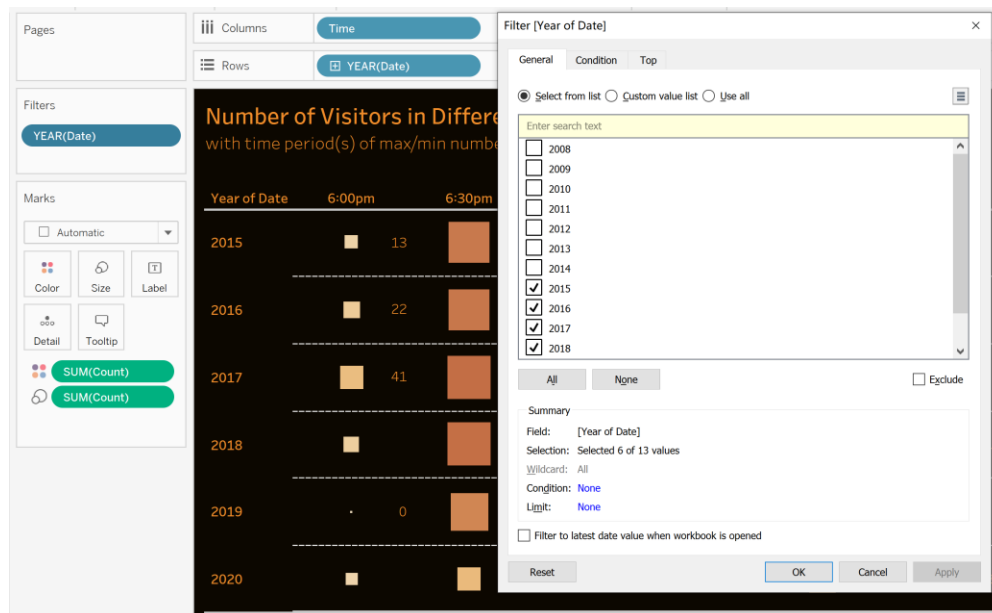 Pages
Columns
Time
Rows
YEAR(Date)
Filters
YEAR(Date)
Marks
Automatic
Color
Size
Label
T
Detail
Tooltip
SUM(Count)
SUM(Count)
Number of Visitors in Differe
with time period(s) of max/min numbe
Year of Date 6:00pm 6:30pm
2015 13
2016 22
2017 41
2018
2019 0
2020
Filter [Year of Date]
General Condition Top
Select from list Custom value list Use all
Enter search text
2008
2009
2010
2011
2012
2013
2014
2015
2016
2017
2018
All None Exclude
Summary
Field: [Year of Date]
Selection: Selected 6 of 13 values
Wildcard: All
Condition: None
Limit: None
Filter to latest date value when workbook is opened
Reset OK Cancel Apply